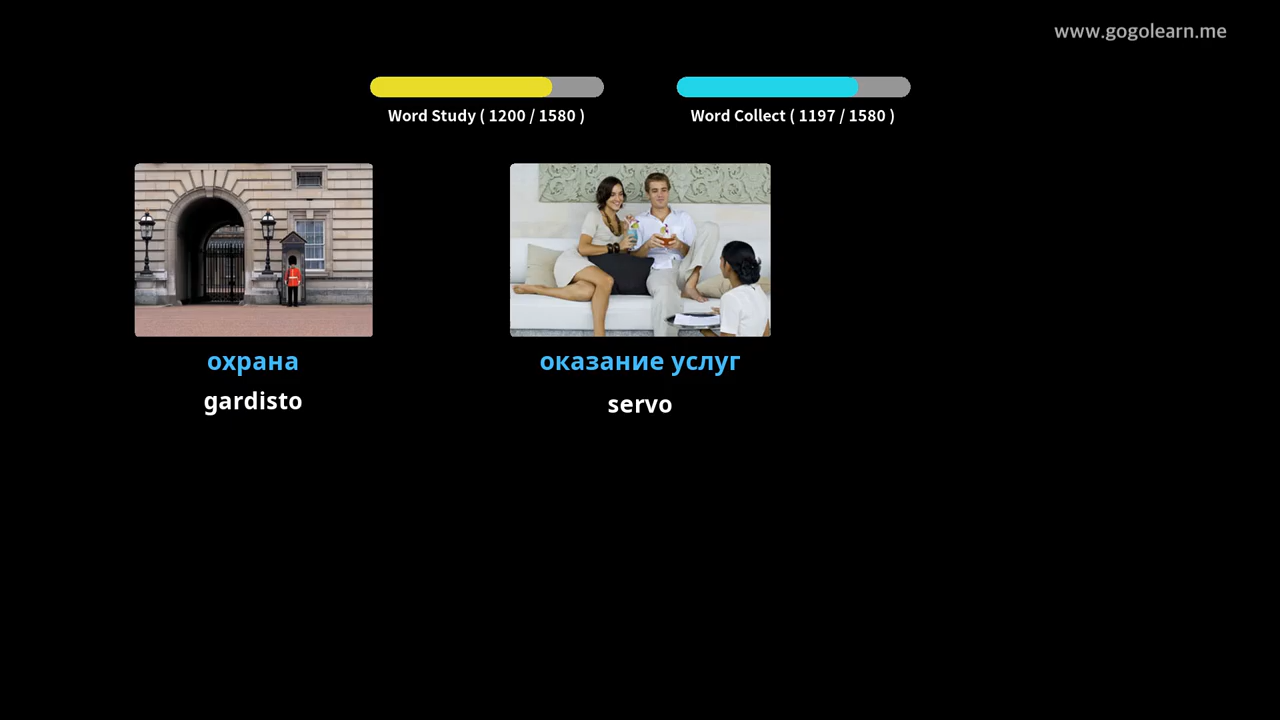 www.gogolearn.me
Word Study ( 1200 / 1580 )
Word Collect ( 1197 / 1580 )
охрана
gardisto
оказание услуг
servo